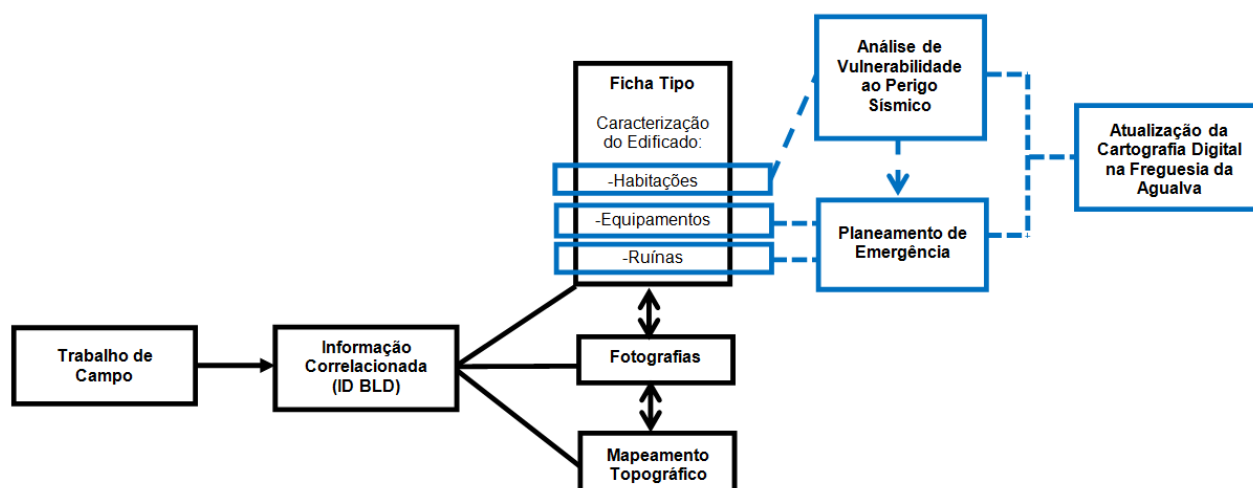 Trabalho de
Campo
Informação
Correlacionada
(ID BLD)
Ficha Tipo
Caracterização
do Edificado:
-Habitações
-Equipamentos
-Ruínas
Fotografias
Mapeamento
Topográfico
Análise de
Vulnerabilidade
ao Perigo
Sísmico
Planeamento de
Emergência
Atualização da
Cartografia Digital
na Freguesia da
Agualva